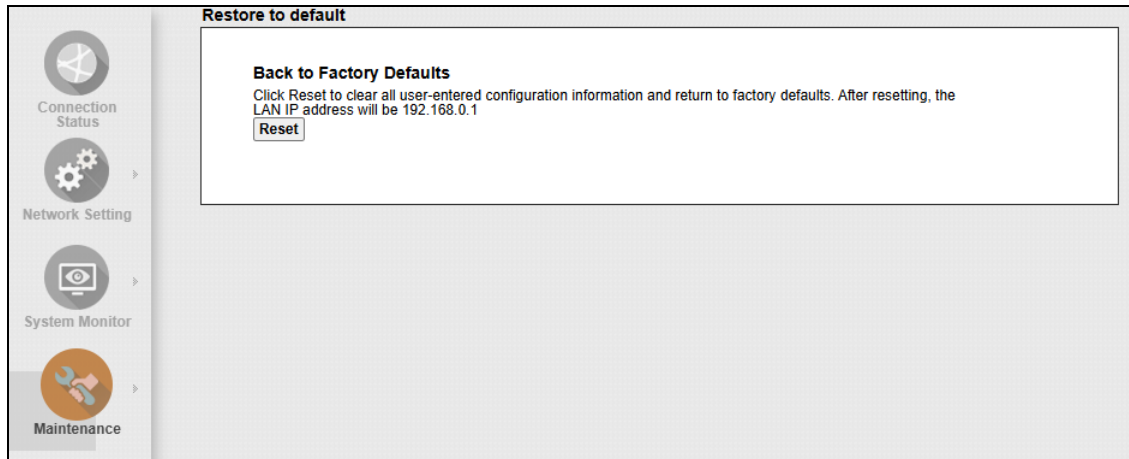 Restore to default
Back to Factory Defaults
Click Reset to clear all user-entered configuration information and return to factory defaults. After resetting, the
LAN IP address will be 192.168.0.1
Reset
Connection
Status
Network Setting
System Monitor
Maintenance